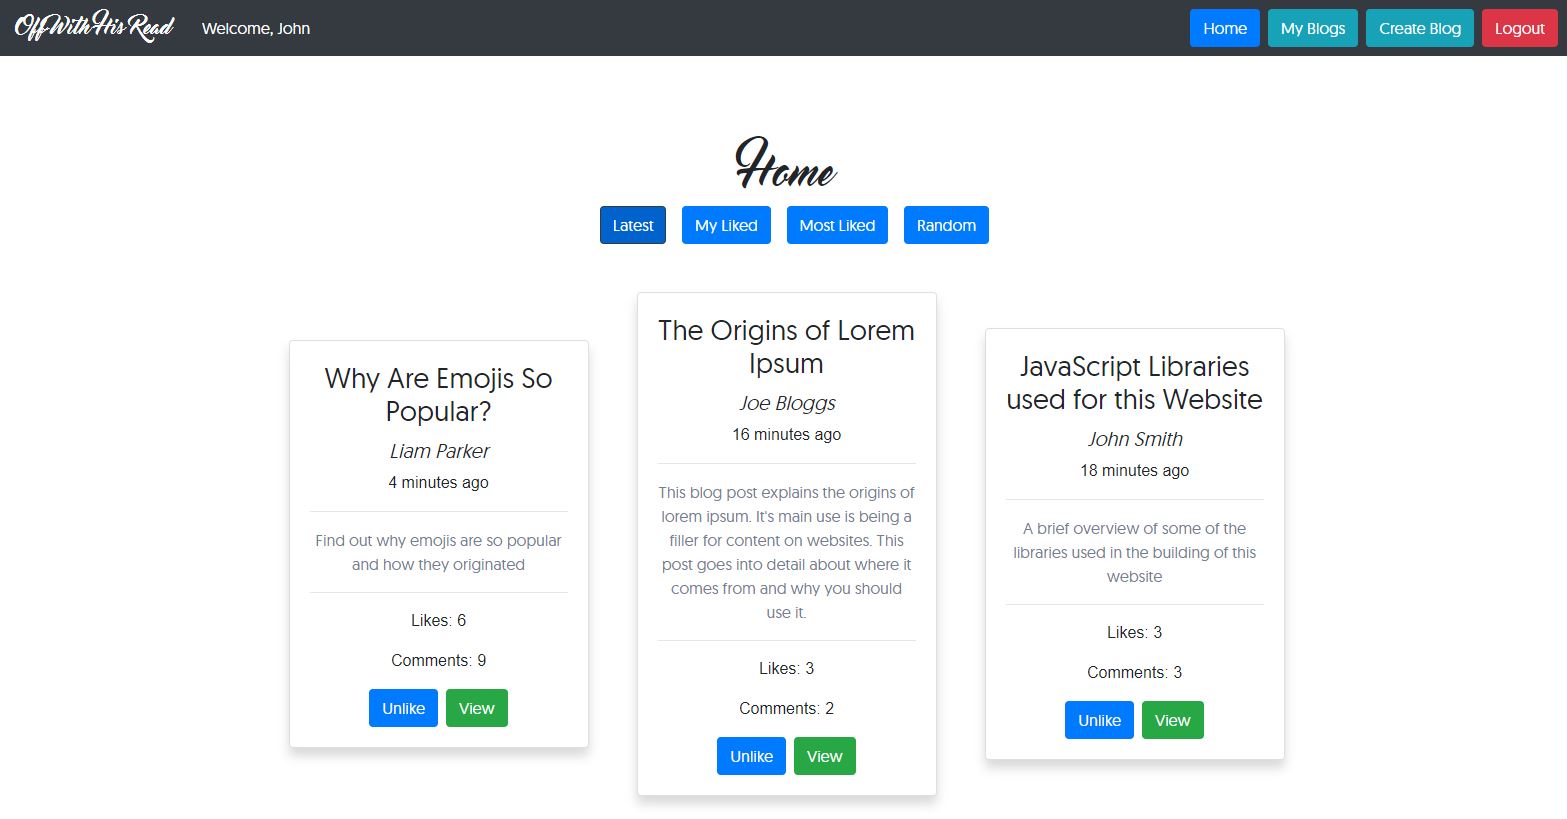 OffWithHisRead Welcome, John Home My Blogs Create Blog Logout
Home
Latest My Liked Most Liked Random
Why Are Emojis So
Popular?
Liam Parker
4 minutes ago
Find out why emojis are so popular
and how they originated
Likes: 6
Comments: 9
Unlike View
The Origins of Lorem
Ipsum
Joe Bloggs
16 minutes ago
This blog post explains the origins of
lorem ipsum. It's main use is being a
filler for content on websites. This
post goes into detail about where it
comes from and why you should
use it.
Likes: 3
Comments: 2
Unlike View
JavaScript Libraries
used for this Website
John Smith
18 minutes ago
A brief overview of some of the
libraries used in the building of this
website
Likes: 3
Comments: 3
Unlike View